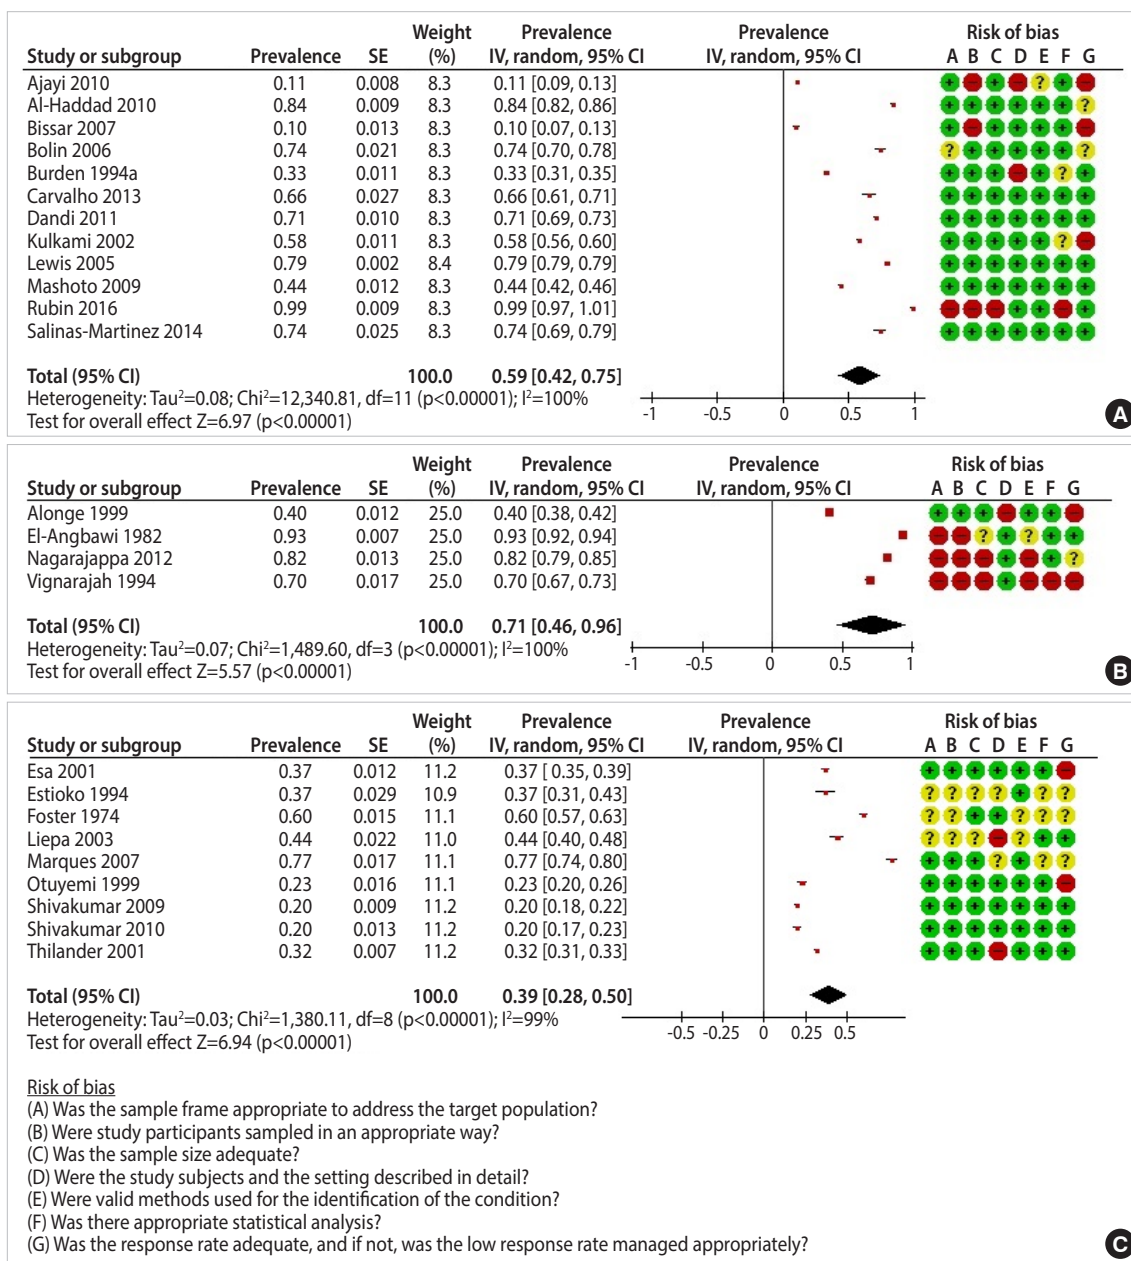 Weight Prevalence Prevalence Risk of bias
Study or subgroup Prevalence SE (%) IV, random, 95% CI IV, random, 95% CI A B C D E F G
Ajayi 2010 0.11 0.008 8.3 0.11 [0.09, 0.13] + − + − ? + −
Al-Haddad 2010 0.84 0.009 8.3 0.84 [0.82, 0.86] + + + + + + ?
Bissar 2007 0.10 0.013 8.3 0.10 [0.07, 0.13] + − + + + + −
Bolin 2006 0.74 0.021 8.3 0.74 [0.70, 0.78] ? + + + + + ?
Burden 1994a 0.33 0.011 8.3 0.33 [0.31, 0.35] + + + − + ? +
Carvalho 2013 0.66 0.027 8.3 0.66 [0.61, 0.71] + + + + + + +
Dandi 2011 0.71 0.010 8.3 0.71 [0.69, 0.73] + + + + + + +
Kulkami 2002 0.58 0.011 8.3 0.58 [0.56, 0.60] + + + + + ? −
Lewis 2005 0.79 0.002 8.4 0.79 [0.79, 0.79] + + + + + + +
Mashoto 2009 0.44 0.012 8.3 0.44 [0.42, 0.46] + + + + + + +
Rubin 2016 0.99 0.009 8.3 0.99 [0.97, 1.01] − − − + + − +
Salinas-Martinez 2014 0.74 0.025 8.3 0.74 [0.69, 0.79] + + + + + + +
Total (95% CI) 100.0 0.59 [0.42, 0.75]
Heterogeneity: Tau²=0.08; Chi²=12,340.81, df=11 (p<0.00001); I²=100%
Test for overall effect Z=6.97 (p<0.00001)
-1 -0.5 0 0.5 1
A
Weight Prevalence Prevalence Risk of bias
Study or subgroup Prevalence SE (%) IV, random, 95% CI IV, random, 95% CI A B C D E F G
Alonge 1999 0.40 0.012 25.0 0.40 [0.38, 0.42] + + + − + + −
El-Angbawi 1982 0.93 0.007 25.0 0.93 [0.92, 0.94] − − ? + ? + +
Nagarajappa 2012 0.82 0.013 25.0 0.82 [0.79, 0.85] − − − + − + ?
Vignarajah 1994 0.70 0.017 25.0 0.70 [0.67, 0.73] − − − + − − −
Total (95% CI) 100.0 0.71 [0.46, 0.96]
Heterogeneity: Tau²=0.07; Chi²=1,489.60, df=3 (p<0.00001); I²=100%
Test for overall effect Z=5.57 (p<0.00001)
-1 -0.5 0 0.5 1
B
Weight Prevalence Prevalence Risk of bias
Study or subgroup Prevalence SE (%) IV, random, 95% CI IV, random, 95% CI A B C D E F G
Esa 2001 0.37 0.012 11.2 0.37 [ 0.35, 0.39] + + + + + + −
Estioko 1994 0.37 0.029 10.9 0.37 [0.31, 0.43] ? ? ? ? + ? ?
Foster 1974 0.60 0.015 11.1 0.60 [0.57, 0.63] ? ? + + ? ? ?
Liepa 2003 0.44 0.022 11.0 0.44 [0.40, 0.48] ? ? ? − ? + +
Marques 2007 0.77 0.017 11.1 0.77 [0.74, 0.80] + + + ? + ? ?
Otuyemi 1999 0.23 0.016 11.1 0.23 [0.20, 0.26] + + + + + + −
Shivakumar 2009 0.20 0.009 11.2 0.20 [0.18, 0.22] + + + + + + +
Shivakumar 2010 0.20 0.013 11.2 0.20 [0.17, 0.23] + + + + + + +
Thilander 2001 0.32 0.007 11.2 0.32 [0.31, 0.33] + + + − + + +
Total (95% CI) 100.0 0.39 [0.28, 0.50]
Heterogeneity: Tau²=0.03; Chi²=1,380.11, df=8 (p<0.00001); I²=99%
Test for overall effect Z=6.94 (p<0.00001)
-0.5 -0.25 0 0.25 0.5
Risk of bias
(A) Was the sample frame appropriate to address the target population?
(B) Were study participants sampled in an appropriate way?
(C) Was the sample size adequate?
(D) Were the study subjects and the setting described in detail?
(E) Were valid methods used for the identification of the condition?
(F) Was there appropriate statistical analysis?
(G) Was the response rate adequate, and if not, was the low response rate managed appropriately?
C